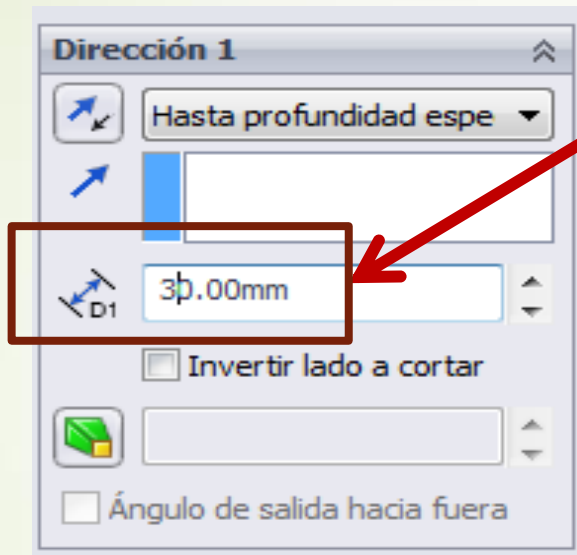 Dirección 1
Hasta profundidad espe
D1
30.00mm
Invertir lado a cortar
Ángulo de salida hacia fuera